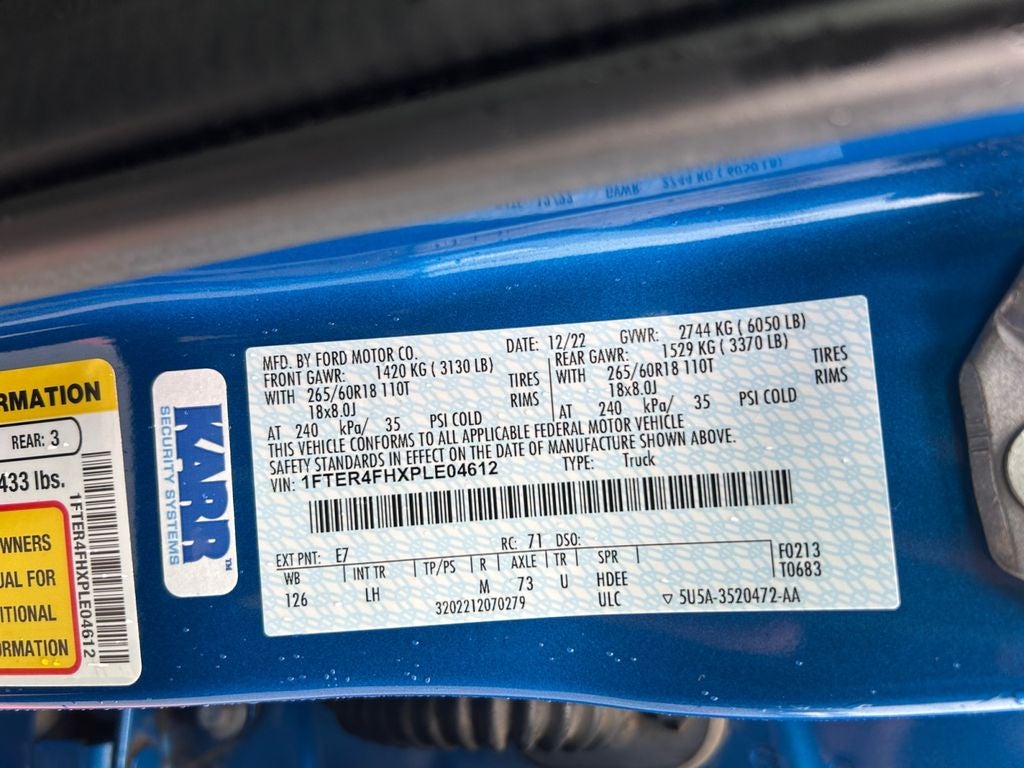 RMATION
REAR: 3
433 lbs.
WNERS
UAL FOR
ITIONAL
ORMATION
1FTER4FHXPLE04612
KARR™
SECURITY SYSTEMS
MFD. BY FORD MOTOR CO. DATE: 12/22 GVWR: 2744 KG ( 6050 LB)
FRONT GAWR: 1420 KG ( 3130 LB) REAR GAWR: 1529 KG ( 3370 LB)
WITH 265/60R18 110T TIRES WITH 265/60R18 110T TIRES
18x8.0J RIMS 18x8.0J RIMS
AT 240 kPa/ 35 PSI COLD AT 240 kPa/ 35 PSI COLD
THIS VEHICLE CONFORMS TO ALL APPLICABLE FEDERAL MOTOR VEHICLE
SAFETY STANDARDS IN EFFECT ON THE DATE OF MANUFACTURE SHOWN ABOVE.
VIN: 1FTER4FHXPLE04612 TYPE: Truck
EXT PNT: E7 RC: 71 DSO:
WB INT TR TP/PS R AXLE TR SPR F0213
126 LH M 73 U HDEE T0683
3202212070279 ULC ▽ 5U5A-3520472-AA